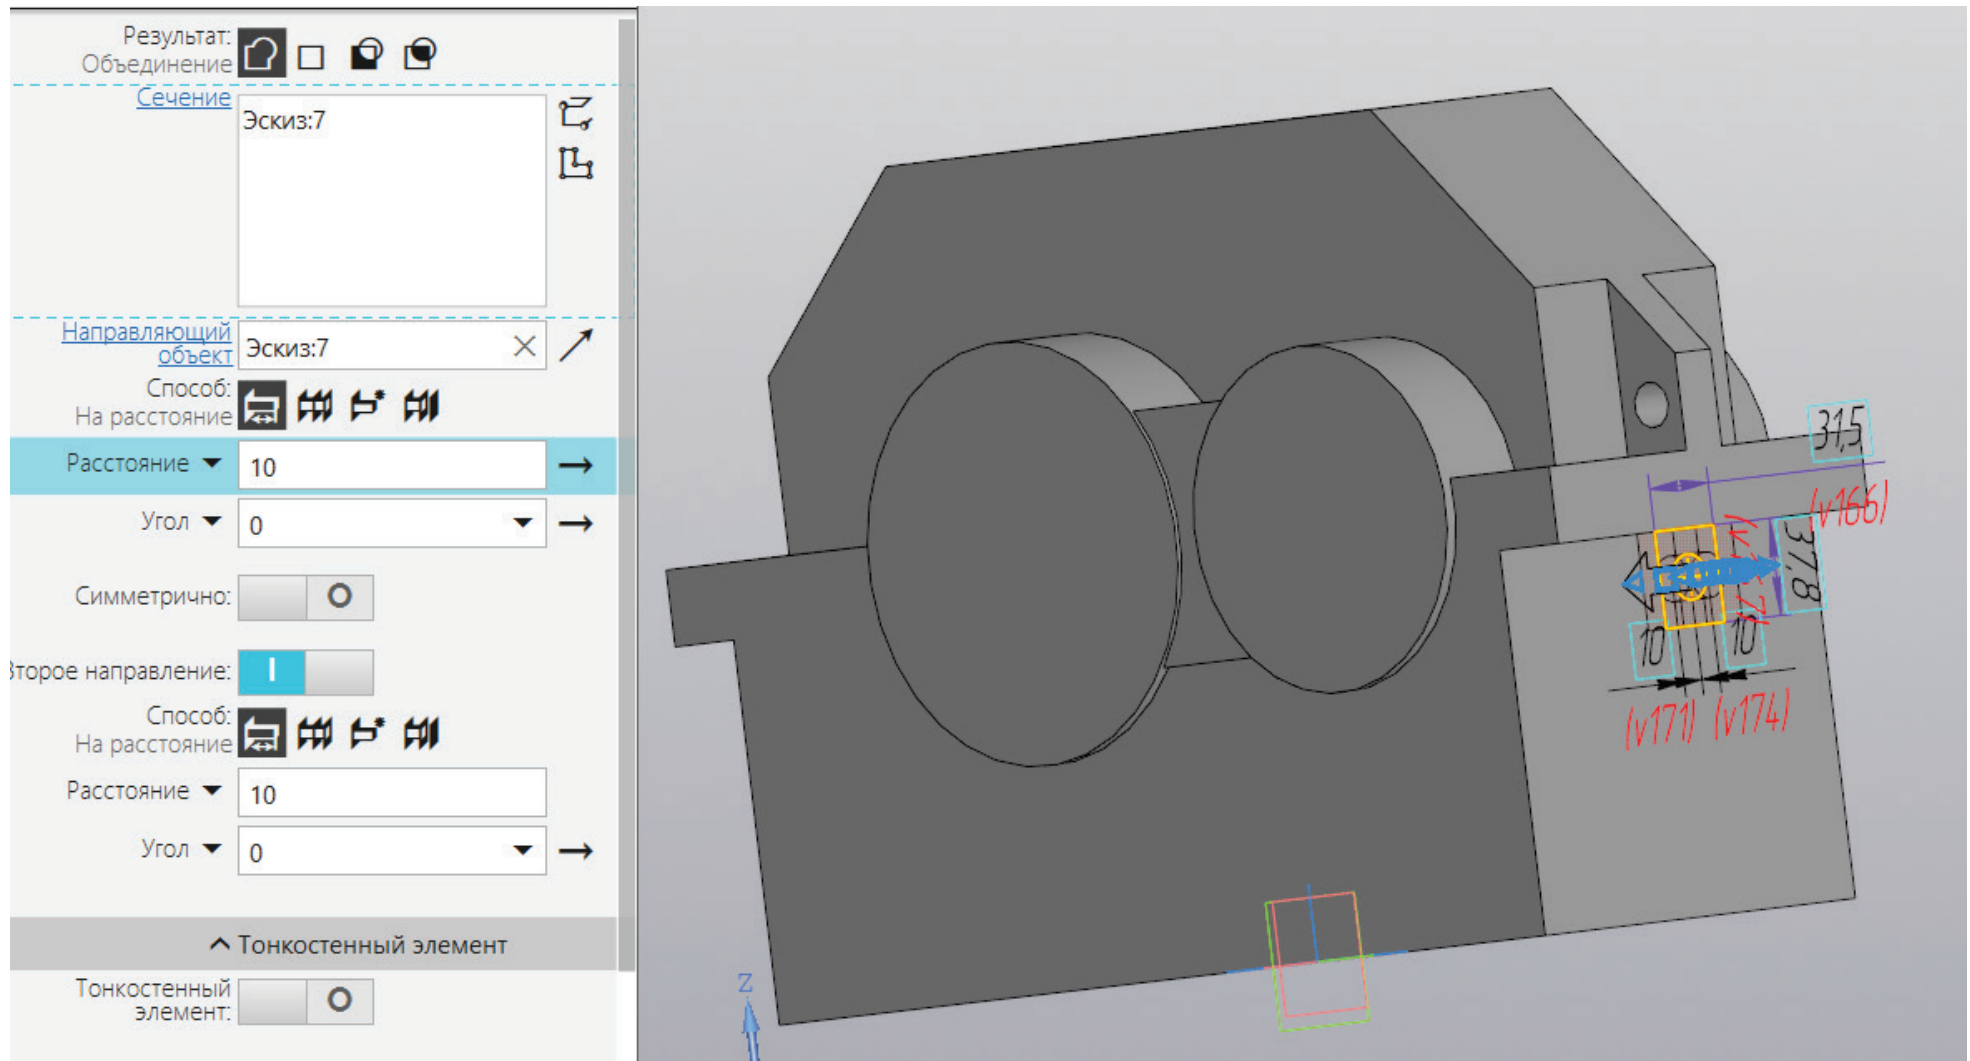 Результат:
Объединение
Сечение
Эскиз:7
Направляющий
объект
Эскиз:7
Способ:
На расстояние
Расстояние
10
Угол
0
Симметрично:
торое направление:
Способ:
На расстояние
Расстояние
10
Угол
0
Тонкостенный элемент
Тонкостенный
элемент:
31,5
(v166)
37,8
10
10
(v171)
(v174)
Z